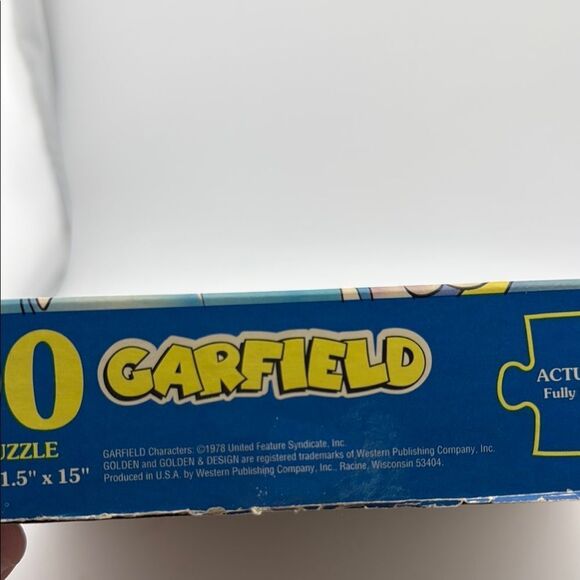 0
GARFIELD
UZZLE
1.5" x 15"
GARFIELD Characters: ©1978 United Feature Syndicate, Inc.
GOLDEN and GOLDEN & DESIGN are registered trademarks of Western Publishing Company, Inc.
Produced in U.S.A. by Western Publishing Company, Inc., Racine, Wisconsin 53404.
ACTU
Fully